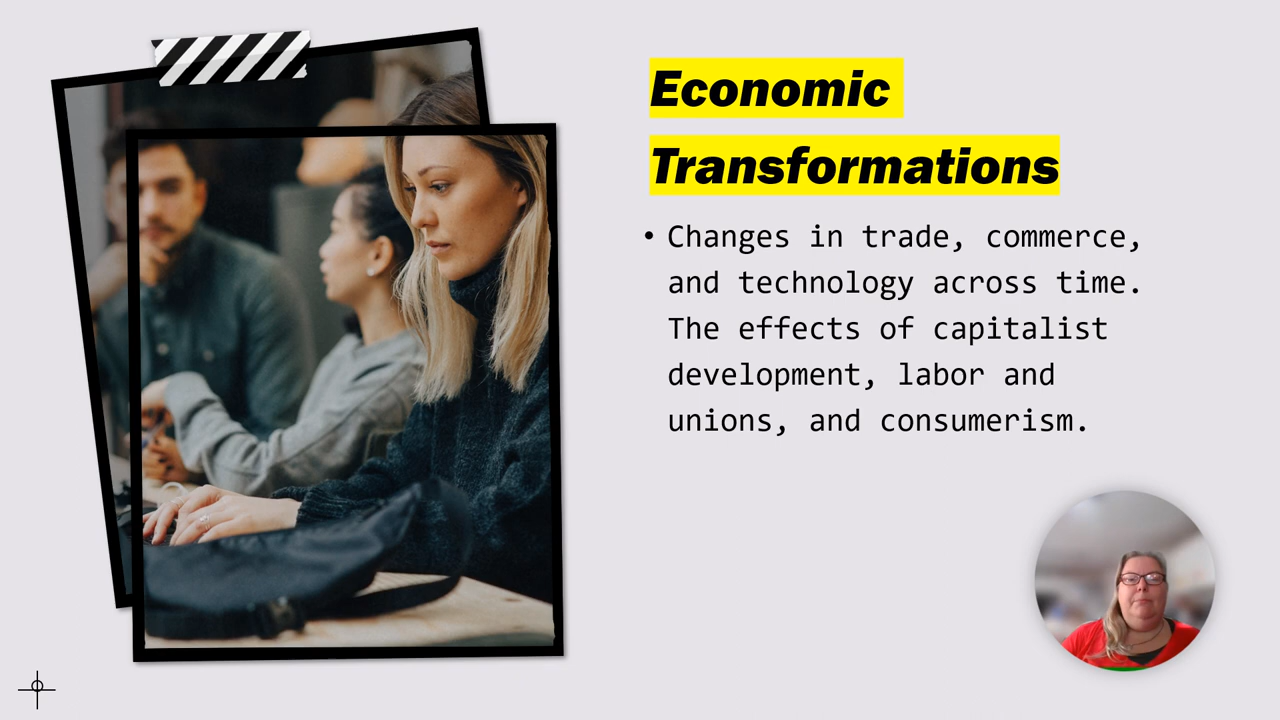 Economic
Transformations
• Changes in trade, commerce,
and technology across time.
The effects of capitalist
development, labor and
unions, and consumerism.